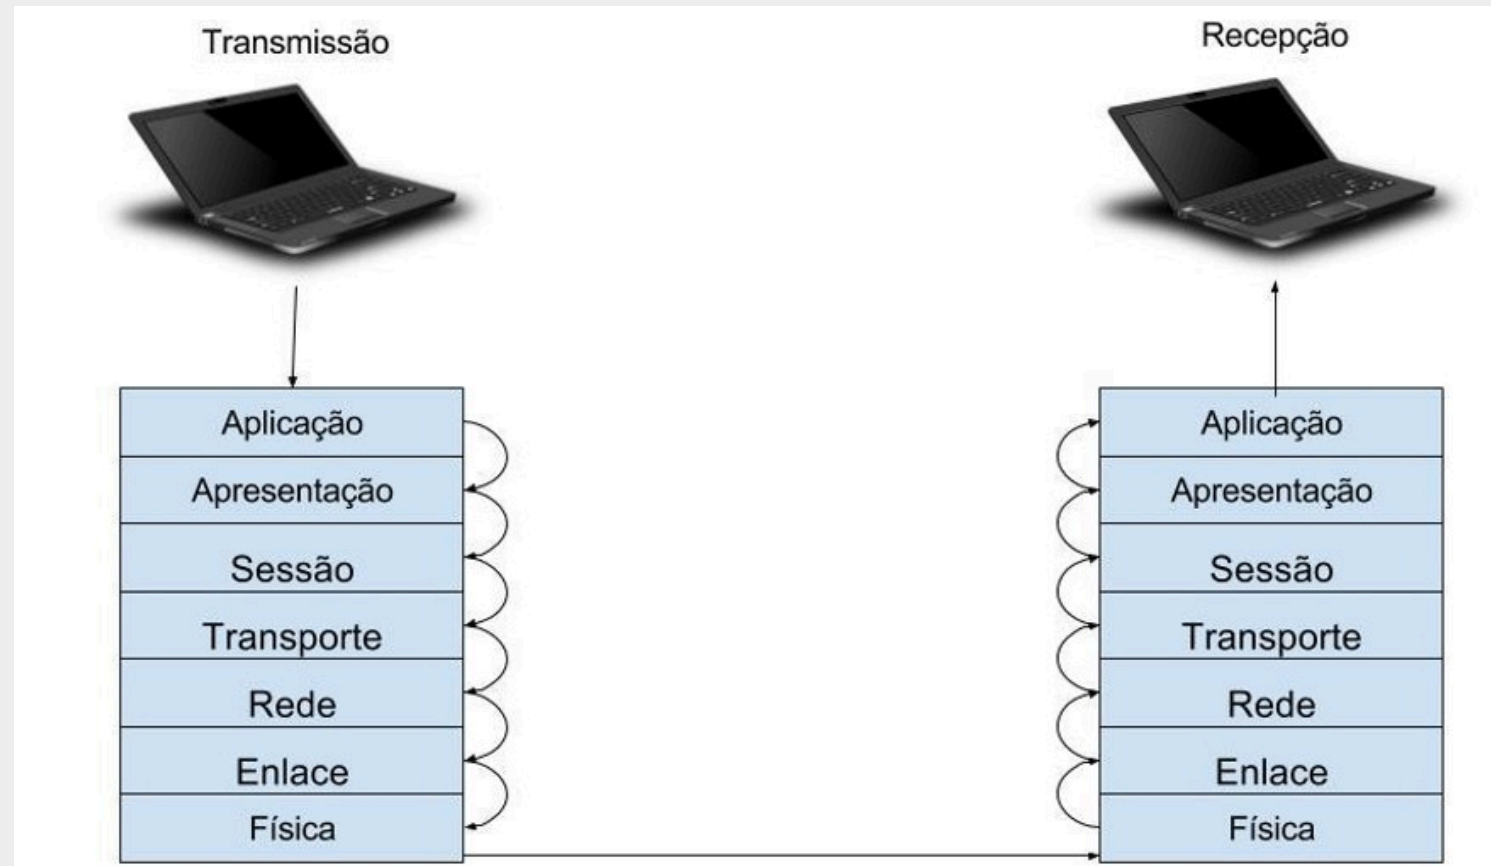 Transmissão
Recepção
Aplicação
Apresentação
Sessão
Transporte
Rede
Enlace
Física
Aplicação
Apresentação
Sessão
Transporte
Rede
Enlace
Física